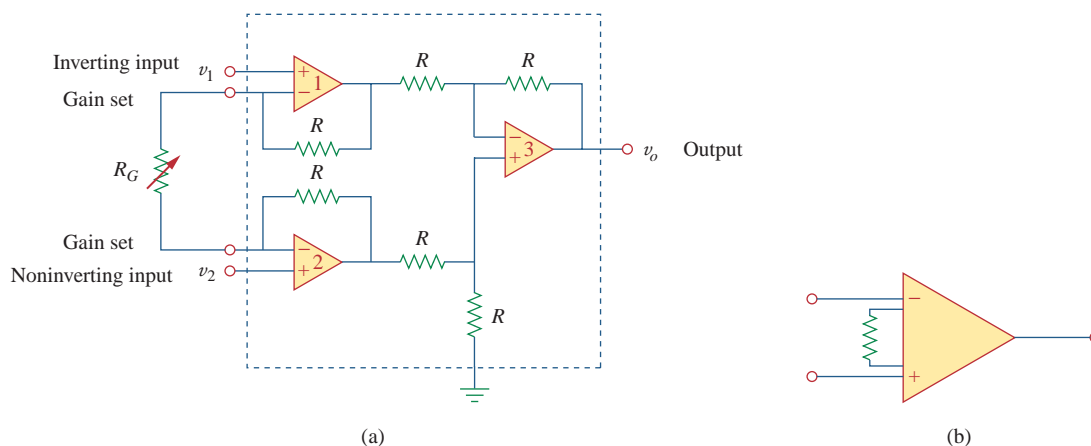 Inverting input v1
+
1
−
R
R
Gain set
R
RG
−
+
3
vo Output
R
Gain set
−
2
+
R
Noninverting input v2
R
−
+
(a)
(b)